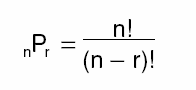 nPr = n! / (n − r)!